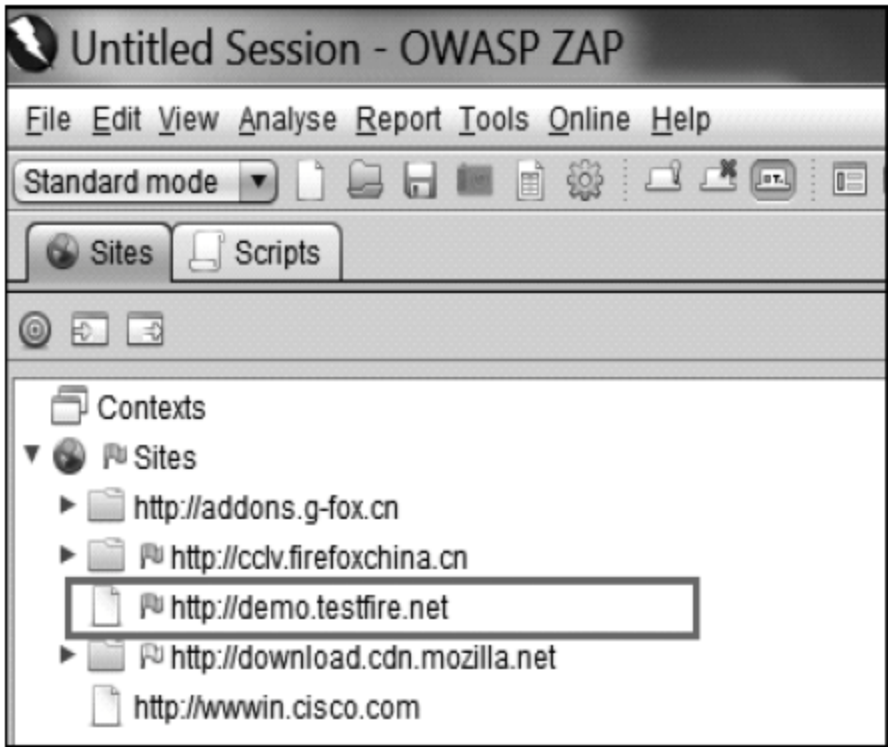 Untitled Session - OWASP ZAP
File Edit View Analyse Report Tools Online Help
Standard mode
Sites Scripts
Contexts
Sites
http://addons.g-fox.cn
http://cclv.firefoxchina.cn
http://demo.testfire.net
http://download.cdn.mozilla.net
http://wwwin.cisco.com